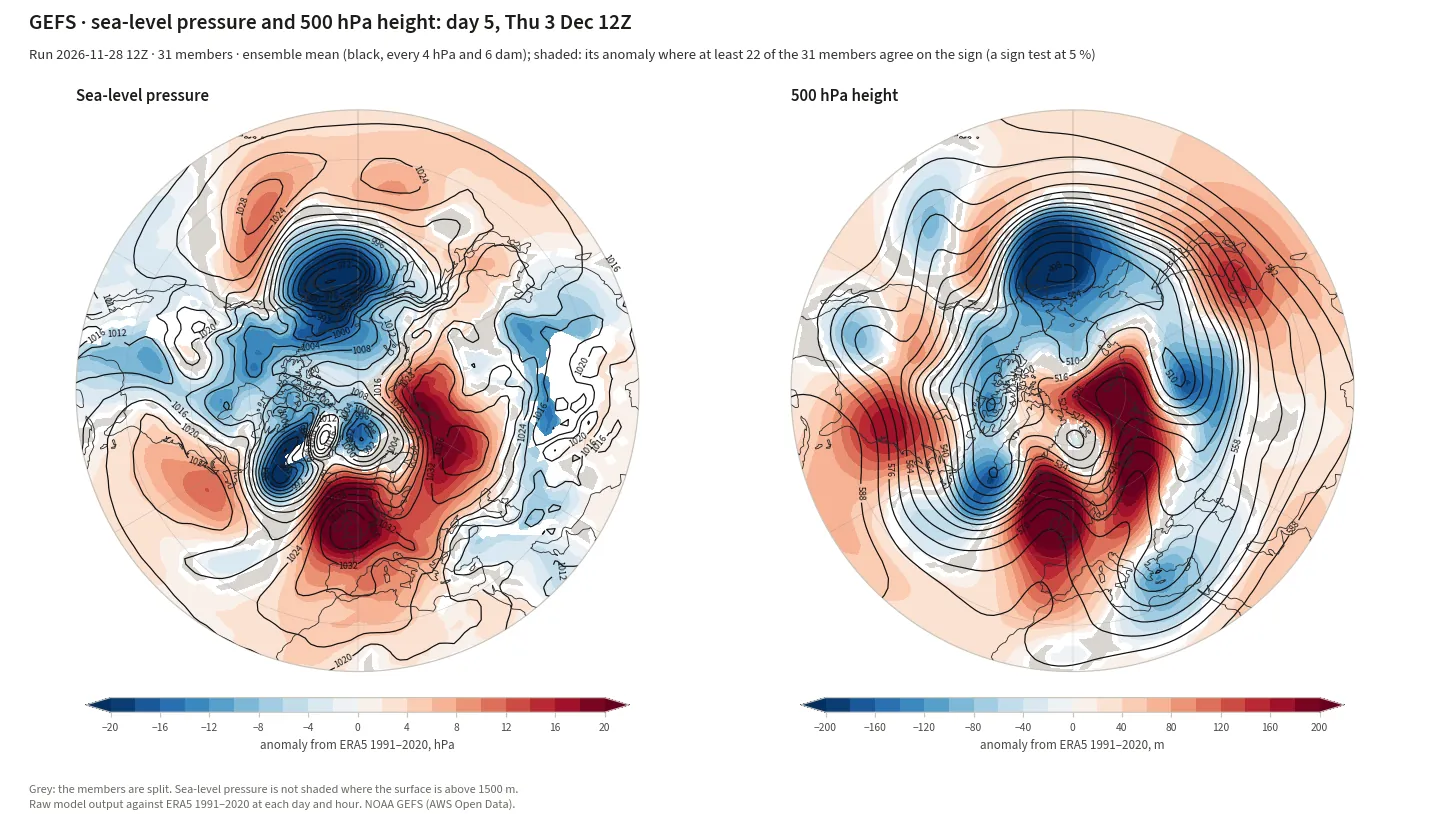 GEFS · sea-level pressure and 500 hPa height: day 5, Thu 3 Dec 12Z
Run 2026-11-28 12Z · 31 members · ensemble mean (black, every 4 hPa and 6 dam); shaded: its anomaly where at least 22 of the 31 members agree on the sign (a sign test at 5 %)
Sea-level pressure
500 hPa height
−20 −16 −12 −8 −4 0 4 8 12 16 20
anomaly from ERA5 1991–2020, hPa
−200 −160 −120 −80 −40 0 40 80 120 160 200
anomaly from ERA5 1991–2020, m
Grey: the members are split. Sea-level pressure is not shaded where the surface is above 1500 m.
Raw model output against ERA5 1991–2020 at each day and hour. NOAA GEFS (AWS Open Data).